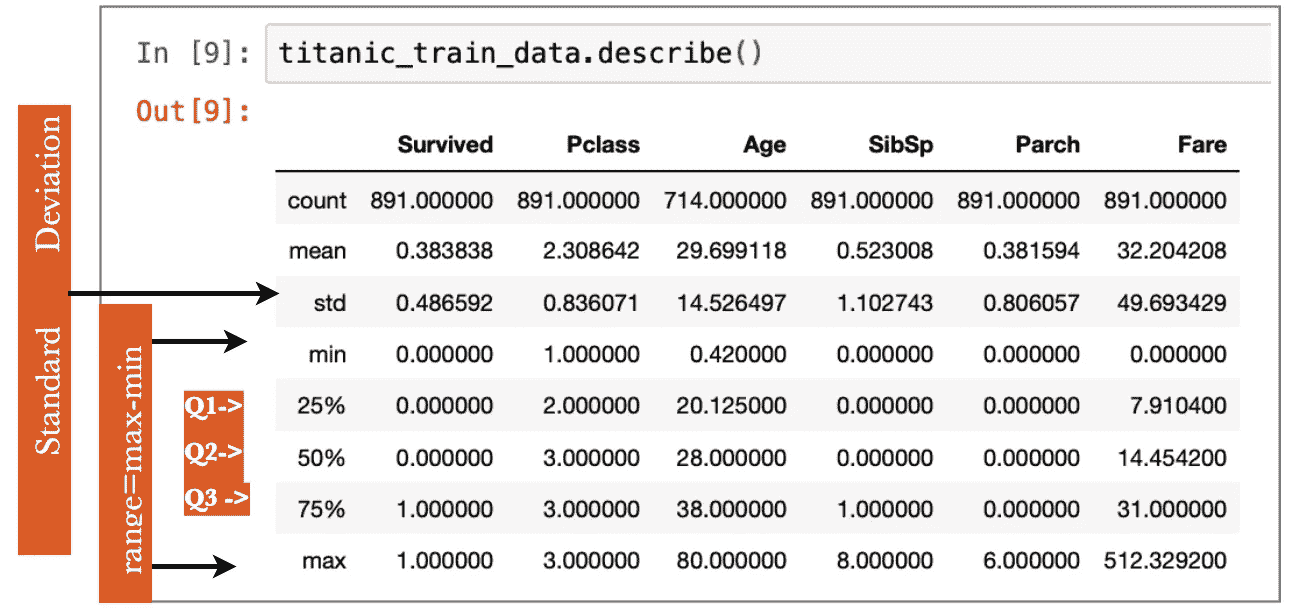 In [9]: titanic_train_data.describe()
Out[9]:
Survived Pclass Age SibSp Parch Fare
count 891.000000 891.000000 714.000000 891.000000 891.000000 891.000000
mean 0.383838 2.308642 29.699118 0.523008 0.381594 32.204208
std 0.486592 0.836071 14.526497 1.102743 0.806057 49.693429
min 0.000000 1.000000 0.420000 0.000000 0.000000 0.000000
Q1-> 25% 0.000000 2.000000 20.125000 0.000000 0.000000 7.910400
Q2-> 50% 0.000000 3.000000 28.000000 0.000000 0.000000 14.454200
Q3 -> 75% 1.000000 3.000000 38.000000 1.000000 0.000000 31.000000
max 1.000000 3.000000 80.000000 8.000000 6.000000 512.329200
Standard Deviation
range=max-min